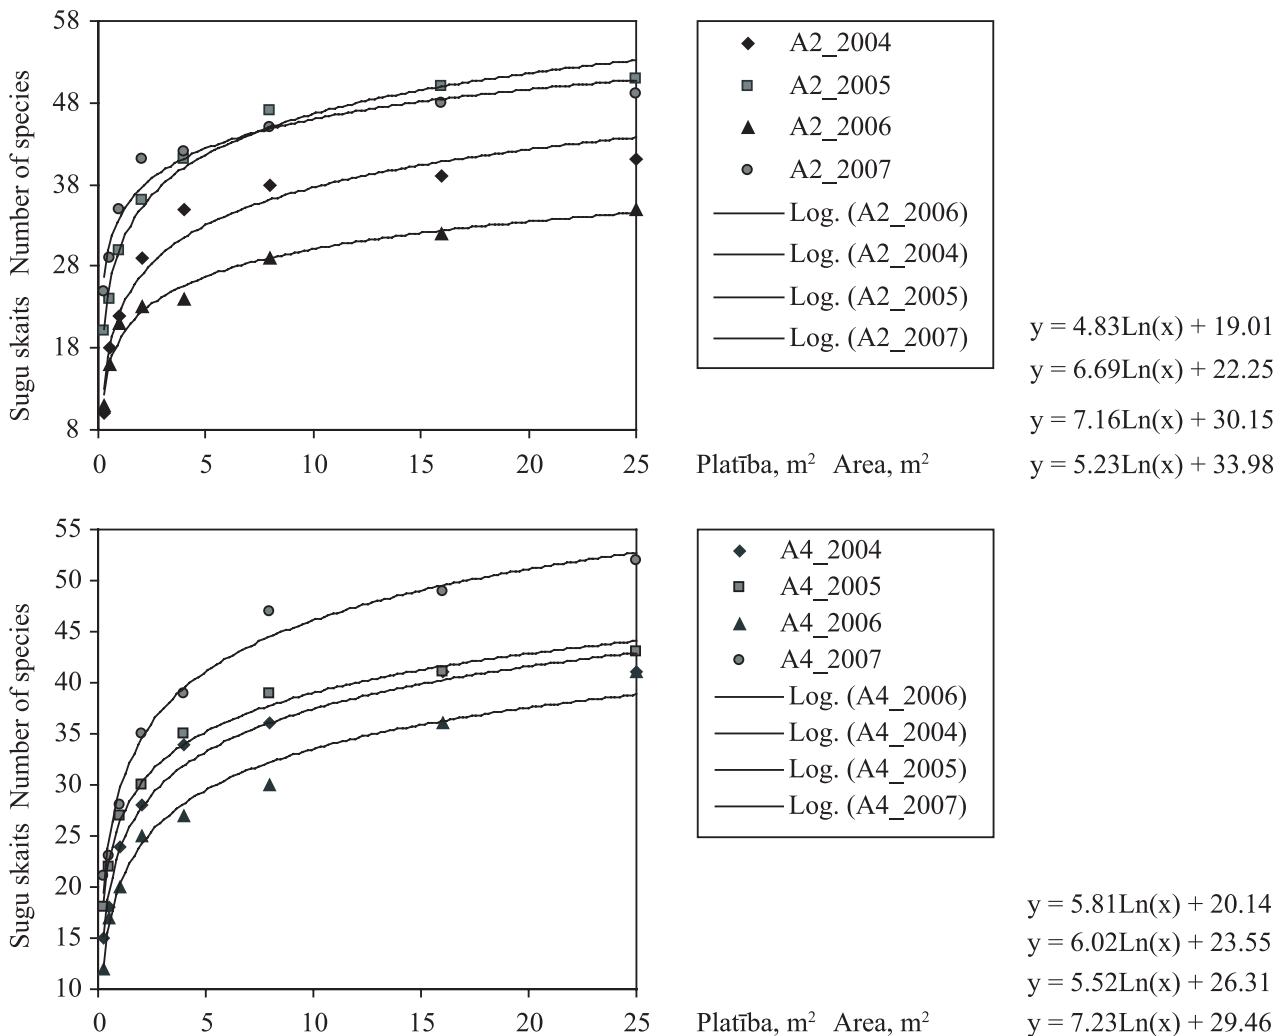 58
48
38
28
18
8
Sugu skaits Number of species
0 5 10 15 20 25
Platība, m² Area, m²
A2_2004
A2_2005
A2_2006
A2_2007
Log. (A2_2006)
Log. (A2_2004)
Log. (A2_2005)
Log. (A2_2007)
y = 4.83Ln(x) + 19.01
y = 6.69Ln(x) + 22.25
y = 7.16Ln(x) + 30.15
y = 5.23Ln(x) + 33.98
55
50
45
40
35
30
25
20
15
10
Sugu skaits Number of species
0 5 10 15 20 25
Platība, m² Area, m²
A4_2004
A4_2005
A4_2006
A4_2007
Log. (A4_2006)
Log. (A4_2004)
Log. (A4_2005)
Log. (A4_2007)
y = 5.81Ln(x) + 20.14
y = 6.02Ln(x) + 23.55
y = 5.52Ln(x) + 26.31
y = 7.23Ln(x) + 29.46